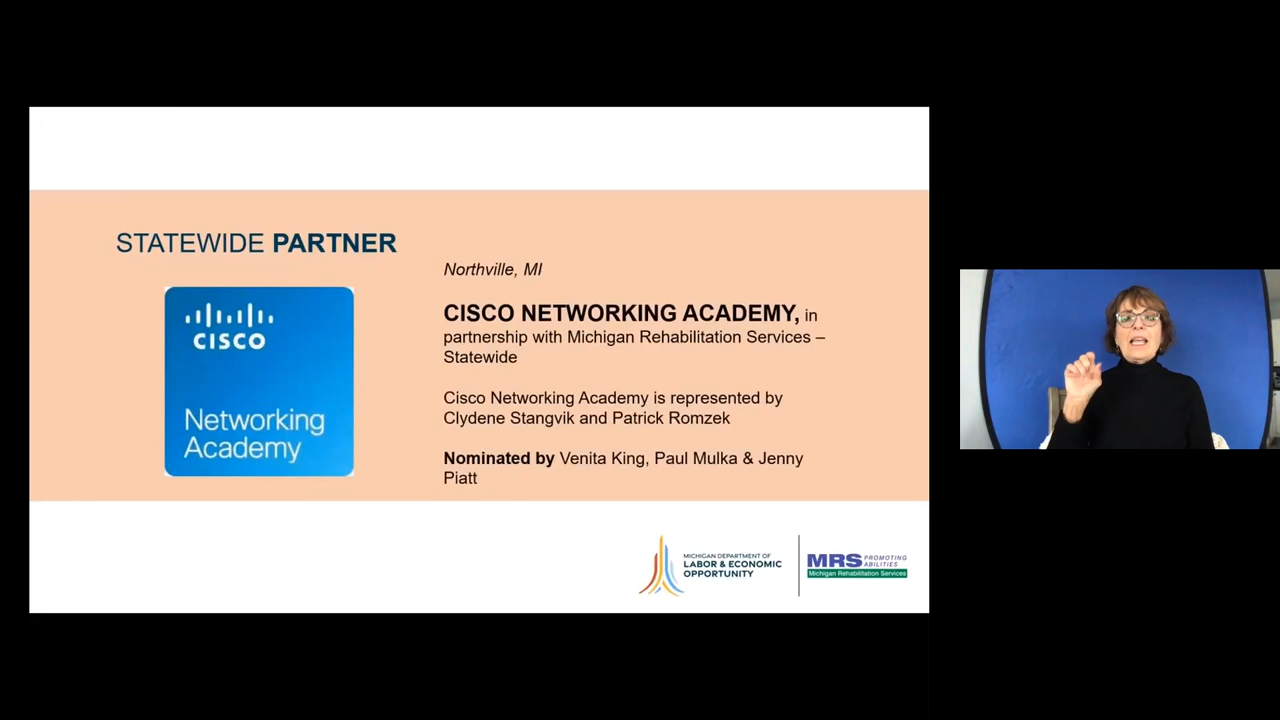 STATEWIDE PARTNER
CISCO
Networking
Academy
Northville, MI
CISCO NETWORKING ACADEMY, in
partnership with Michigan Rehabilitation Services –
Statewide
Cisco Networking Academy is represented by
Clydene Stangvik and Patrick Romzek
Nominated by Venita King, Paul Mulka & Jenny
Piatt
MICHIGAN DEPARTMENT OF
LABOR & ECONOMIC
OPPORTUNITY
MRS PROMOTING
ABILITIES
Michigan Rehabilitation Services